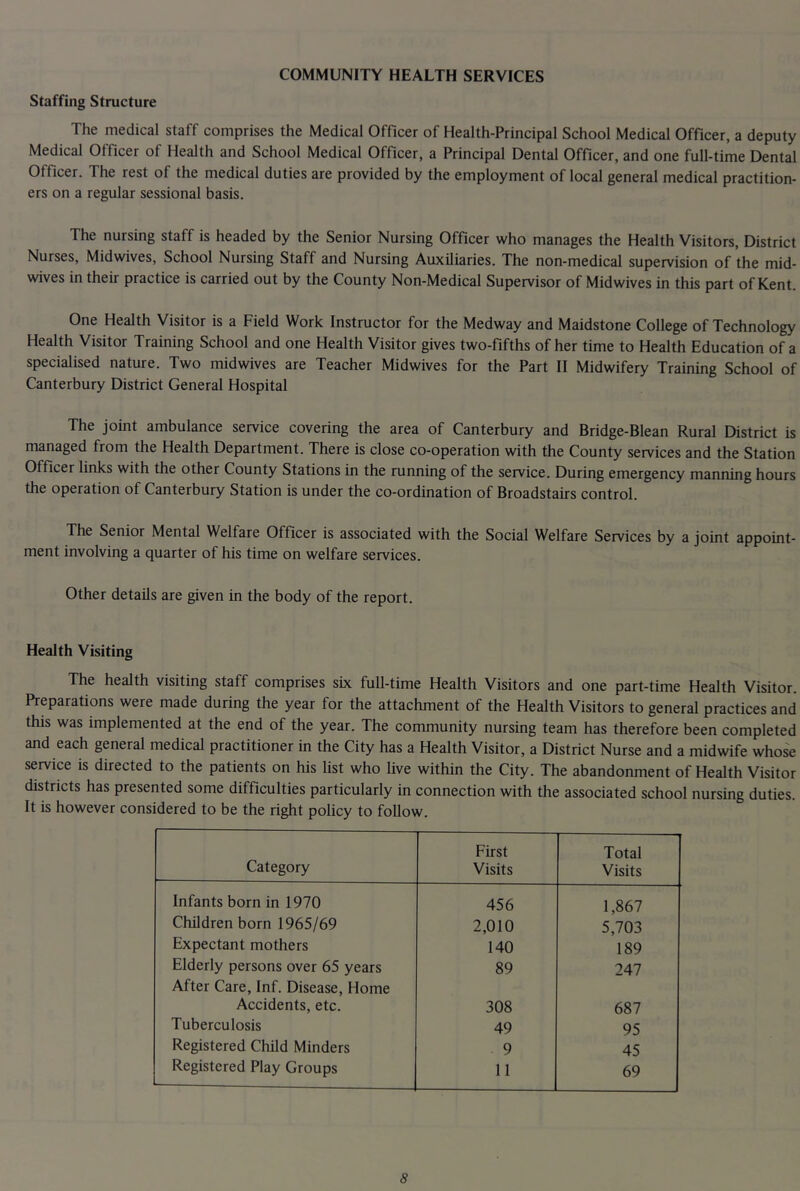 COMMUNITY HEALTH SERVICES
Staffing Structure
The medical staff comprises the Medical Officer of Health-Principal School Medical Officer, a deputy
Medical Officer of Health and School Medical Officer, a Principal Dental Officer, and one full-time Dental
Officer. The rest of the medical duties are provided by the employment of local general medical practition-
ers on a regular sessional basis.
The nursing staff is headed by the Senior Nursing Officer who manages the Health Visitors, District
Nurses, Midwives, School Nursing Staff and Nursing Auxiliaries. The non-medical supervision of the mid-
wives in their practice is carried out by the County Non-Medical Supervisor of Midwives in this part of Kent.
One Health Visitor is a Field Work Instructor for the Medway and Maidstone College of Technology
Health Visitor Training School and one Health Visitor gives two-fifths of her time to Health Education of a
specialised nature. Two midwives are Teacher Midwives for the Part II Midwifery Training School of
Canterbury District General Hospital
The joint ambulance service covering the area of Canterbury and Bridge-Blean Rural District is
managed from the Health Department. There is close co-operation with the County services and the Station
Officer links with the other County Stations in the running of the service. During emergency manning hours
the operation of Canterbury Station is under the co-ordination of Broadstairs control.
The Senior Mental Welfare Officer is associated with the Social Welfare Services by a joint appoint-
ment involving a quarter of his time on welfare services.
Other details are given in the body of the report.
Health Visiting
The health visiting staff comprises six full-time Health Visitors and one part-time Health Visitor.
Preparations were made during the year for the attachment of the Health Visitors to general practices and
this was implemented at the end of the year. The community nursing team has therefore been completed
and each general medical practitioner in the City has a Health Visitor, a District Nurse and a midwife whose
service is directed to the patients on his list who live within the City. The abandonment of Health Visitor
districts has presented some difficulties particularly in connection with the associated school nursing duties.
It is however considered to be the right policy to follow.
Category First Visits Total Visits
Infants born in 1970 456 1,867
Children born 1965/69 2,010 5,703
Expectant mothers 140 189
Elderly persons over 65 years 89 247
After Care, Inf. Disease, Home
Accidents, etc. 308 687
Tuberculosis 49 95
Registered Child Minders 9 45
Registered Play Groups 11 69
8